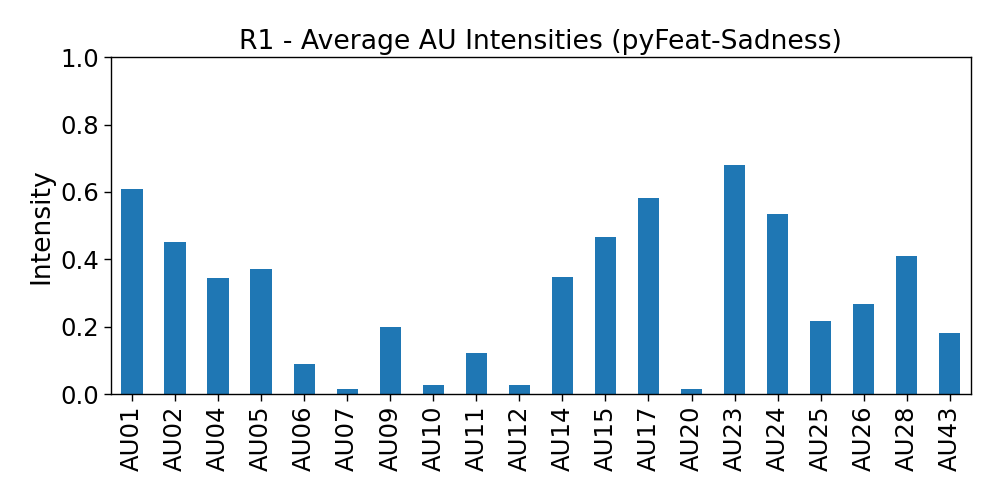 R1 - Average AU Intensities (pyFeat-Sadness)
Intensity
1.0
0.8
0.6
0.4
0.2
0.0
AU01
AU02
AU04
AU05
AU06
AU07
AU09
AU10
AU11
AU12
AU14
AU15
AU17
AU20
AU23
AU24
AU25
AU26
AU28
AU43